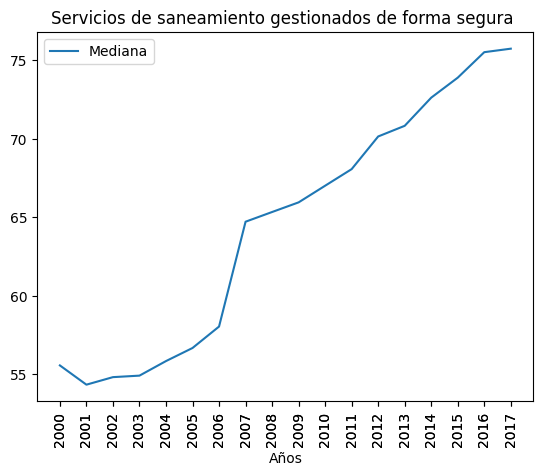 Servicios de saneamiento gestionados de forma segura
Mediana
75
70
65
60
55
2000 2001 2002 2003 2004 2005 2006 2007 2008 2009 2010 2011 2012 2013 2014 2015 2016 2017
Años